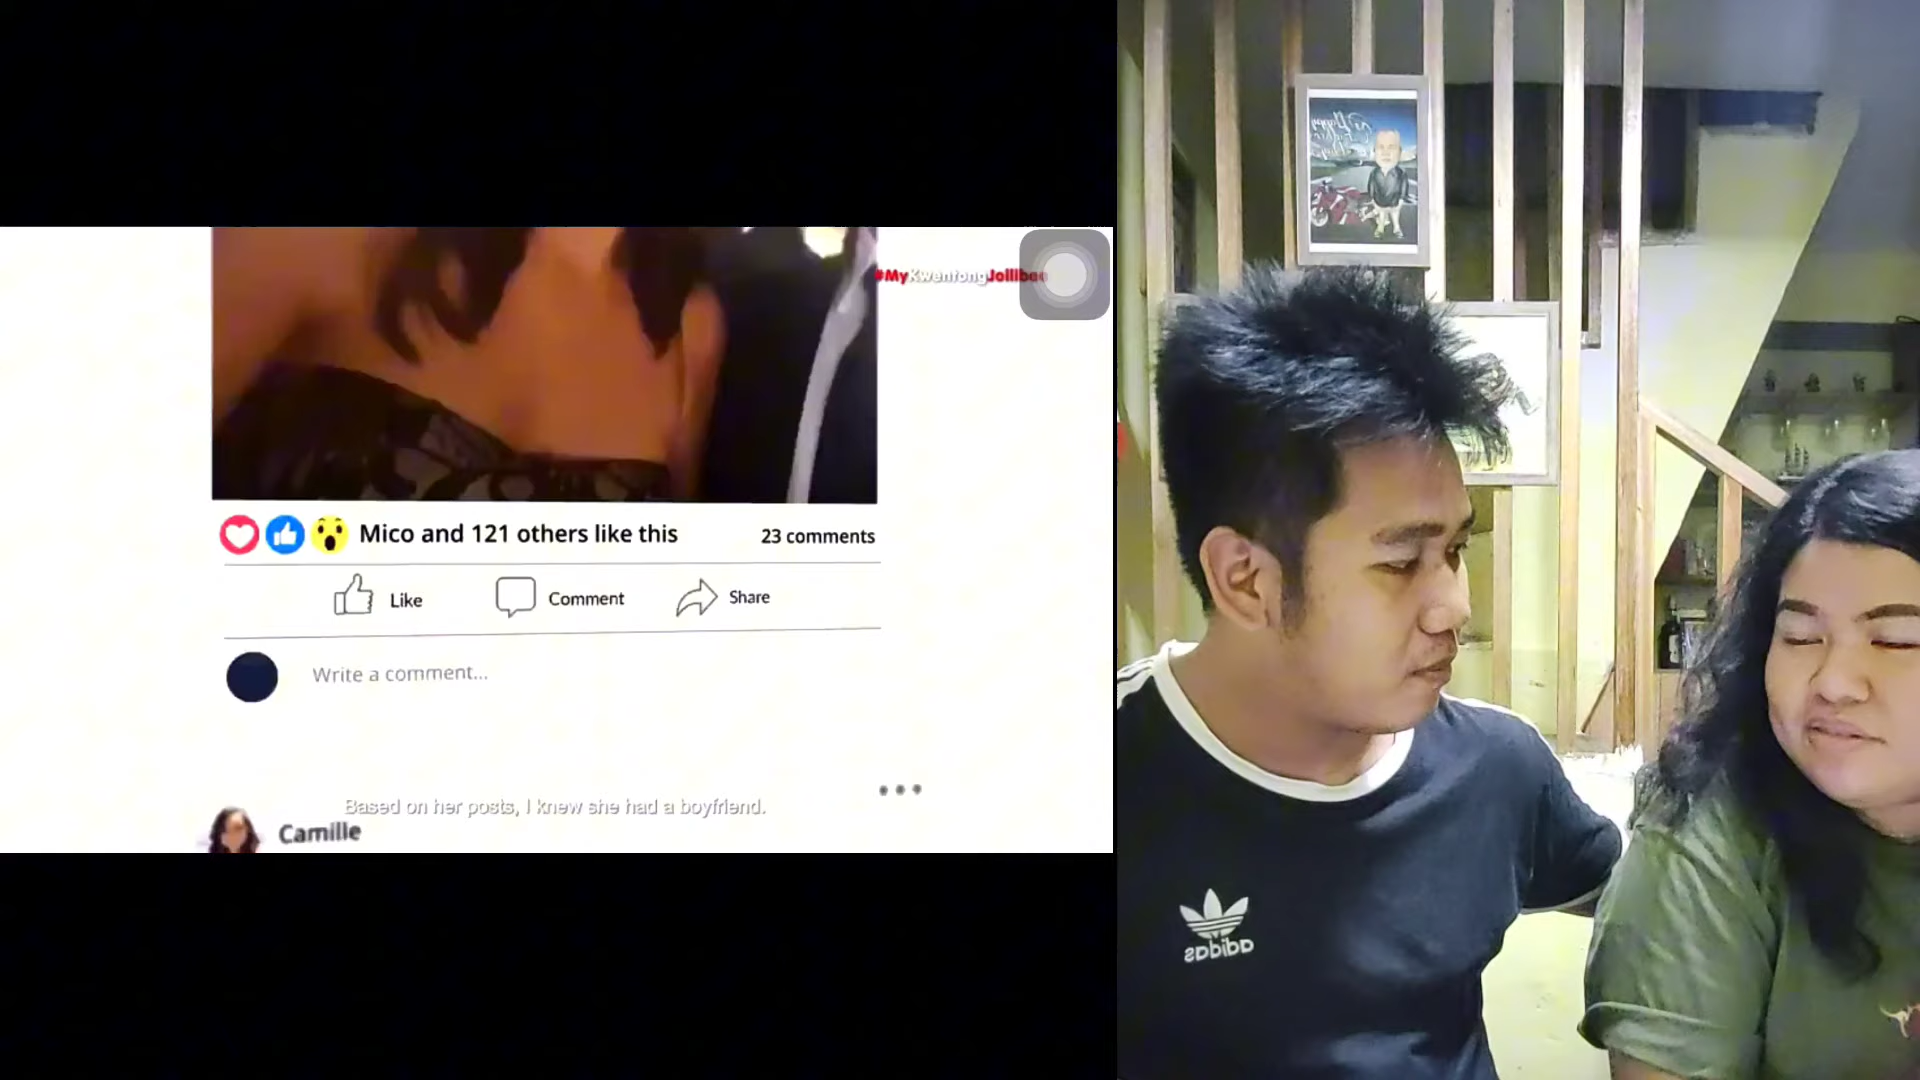 #MyKwentongJollibee
Mico and 121 others like this
23 comments
Like
Comment
Share
Write a comment...
Based on her posts, I knew she had a boyfriend.
Camille
adidas